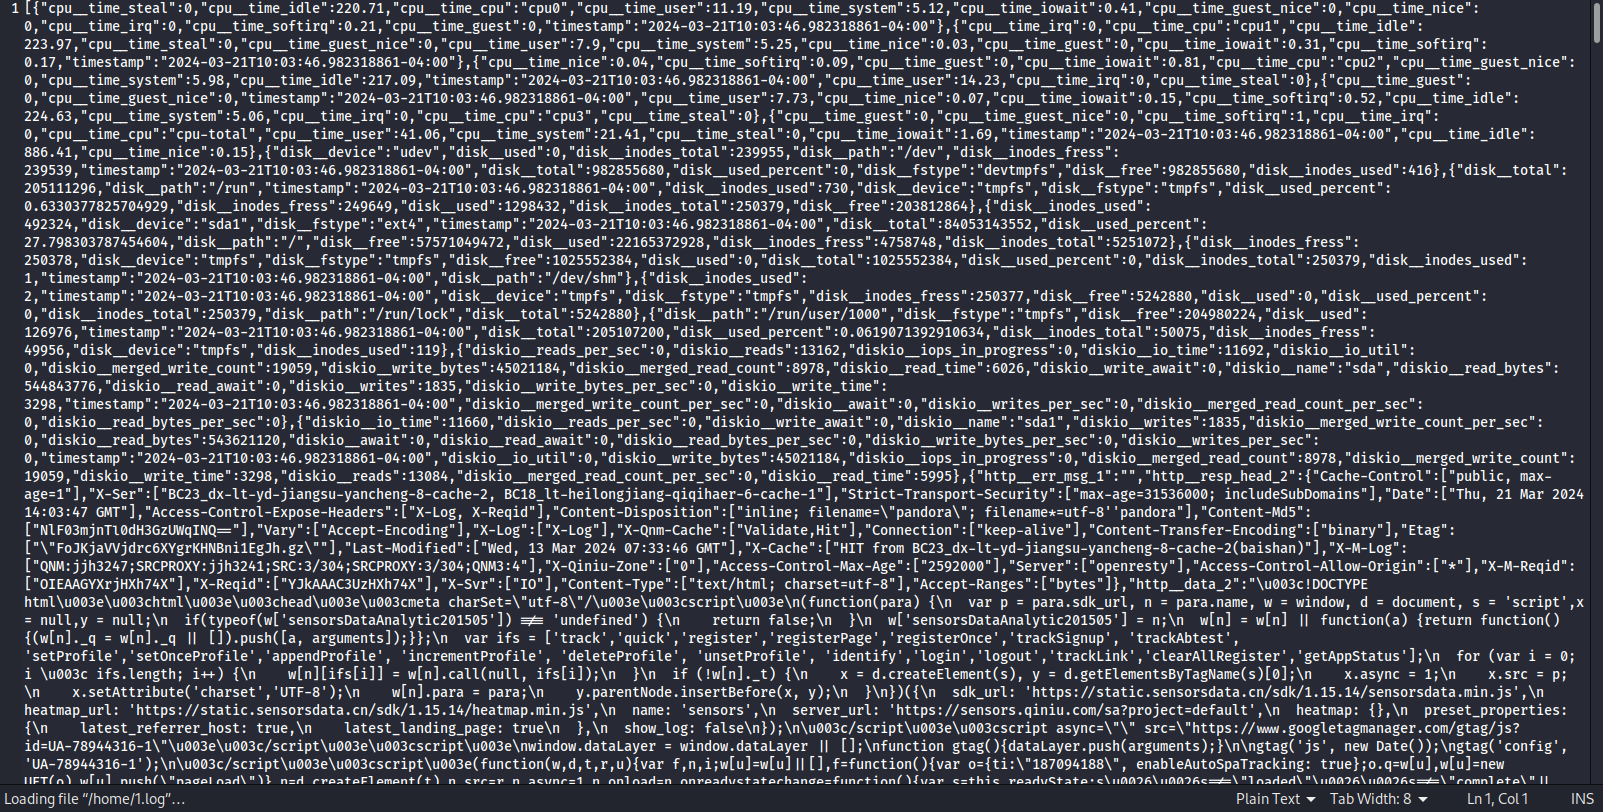 1 [{"cpu__time_steal":0,"cpu__time_idle":220.71,"cpu__time_cpu":"cpu0","cpu__time_user":11.19,"cpu__time_system":5.12,"cpu__time_iowait":0.41,"cpu__time_guest_nice":0,"cpu__time_nice":
0,"cpu__time_irq":0,"cpu__time_softirq":0.21,"cpu__time_guest":0,"timestamp":"2024-03-21T10:03:46.982318861-04:00"},{"cpu__time_irq":0,"cpu__time_cpu":"cpu1","cpu__time_idle":
223.97,"cpu__time_steal":0,"cpu__time_guest_nice":0,"cpu__time_user":7.9,"cpu__time_system":5.25,"cpu__time_nice":0.03,"cpu__time_guest":0,"cpu__time_iowait":0.31,"cpu__time_softirq":
0.17,"timestamp":"2024-03-21T10:03:46.982318861-04:00"},{"cpu__time_nice":0.04,"cpu__time_softirq":0.09,"cpu__time_guest":0,"cpu__time_iowait":0.81,"cpu__time_cpu":"cpu2","cpu__time_guest_nice":
0,"cpu__time_system":5.98,"cpu__time_idle":217.09,"timestamp":"2024-03-21T10:03:46.982318861-04:00","cpu__time_user":14.23,"cpu__time_irq":0,"cpu__time_steal":0},{"cpu__time_guest":
0,"cpu__time_guest_nice":0,"timestamp":"2024-03-21T10:03:46.982318861-04:00","cpu__time_user":7.73,"cpu__time_nice":0.07,"cpu__time_iowait":0.15,"cpu__time_softirq":0.52,"cpu__time_idle":
224.63,"cpu__time_system":5.06,"cpu__time_irq":0,"cpu__time_cpu":"cpu3","cpu__time_steal":0},{"cpu__time_guest":0,"cpu__time_guest_nice":0,"cpu__time_softirq":1,"cpu__time_irq":
0,"cpu__time_cpu":"cpu-total","cpu__time_user":41.06,"cpu__time_system":21.41,"cpu__time_steal":0,"cpu__time_iowait":1.69,"timestamp":"2024-03-21T10:03:46.982318861-04:00","cpu__time_idle":
886.41,"cpu__time_nice":0.15},{"disk__device":"udev","disk__used":0,"disk__inodes_total":239955,"disk__path":"/dev","disk__inodes_fress":
239539,"timestamp":"2024-03-21T10:03:46.982318861-04:00","disk__total":982855680,"disk__used_percent":0,"disk__fstype":"devtmpfs","disk__free":982855680,"disk__inodes_used":416},{"disk__total":
205111296,"disk__path":"/run","timestamp":"2024-03-21T10:03:46.982318861-04:00","disk__inodes_used":730,"disk__device":"tmpfs","disk__fstype":"tmpfs","disk__used_percent":
0.6330377825704929,"disk__inodes_fress":249649,"disk__used":1298432,"disk__inodes_total":250379,"disk__free":203812864},{"disk__inodes_used":
492324,"disk__device":"sda1","disk__fstype":"ext4","timestamp":"2024-03-21T10:03:46.982318861-04:00","disk__total":84053143552,"disk__used_percent":
27.798303787454604,"disk__path":"/","disk__free":57571049472,"disk__used":22165372928,"disk__inodes_fress":4758748,"disk__inodes_total":5251072},{"disk__inodes_fress":
250378,"disk__device":"tmpfs","disk__fstype":"tmpfs","disk__free":1025552384,"disk__used":0,"disk__total":1025552384,"disk__used_percent":0,"disk__inodes_total":250379,"disk__inodes_used":
1,"timestamp":"2024-03-21T10:03:46.982318861-04:00","disk__path":"/dev/shm"},{"disk__inodes_used":
2,"timestamp":"2024-03-21T10:03:46.982318861-04:00","disk__device":"tmpfs","disk__fstype":"tmpfs","disk__inodes_fress":250377,"disk__free":5242880,"disk__used":0,"disk__used_percent":
0,"disk__inodes_total":250379,"disk__path":"/run/lock","disk__total":5242880},{"disk__path":"/run/user/1000","disk__fstype":"tmpfs","disk__free":204980224,"disk__used":
126976,"timestamp":"2024-03-21T10:03:46.982318861-04:00","disk__total":205107200,"disk__used_percent":0.0619071392910634,"disk__inodes_total":50075,"disk__inodes_fress":
49956,"disk__device":"tmpfs","disk__inodes_used":119},{"diskio__reads_per_sec":0,"diskio__reads":13162,"diskio__iops_in_progress":0,"diskio__io_time":11692,"diskio__io_util":
0,"diskio__merged_write_count":19059,"diskio__write_bytes":45021184,"diskio__merged_read_count":8978,"diskio__read_time":6026,"diskio__write_await":0,"diskio__name":"sda","diskio__read_bytes":
544843776,"diskio__read_await":0,"diskio__writes":1835,"diskio__write_bytes_per_sec":0,"diskio__write_time":
3298,"timestamp":"2024-03-21T10:03:46.982318861-04:00","diskio__merged_write_count_per_sec":0,"diskio__await":0,"diskio__writes_per_sec":0,"diskio__merged_read_count_per_sec":
0,"diskio__read_bytes_per_sec":0},{"diskio__io_time":11660,"diskio__reads_per_sec":0,"diskio__write_await":0,"diskio__name":"sda1","diskio__writes":1835,"diskio__merged_write_count_per_sec":
0,"diskio__read_bytes":543621120,"diskio__await":0,"diskio__read_await":0,"diskio__read_bytes_per_sec":0,"diskio__write_bytes_per_sec":0,"diskio__writes_per_sec":
0,"timestamp":"2024-03-21T10:03:46.982318861-04:00","diskio__io_util":0,"diskio__write_bytes":45021184,"diskio__iops_in_progress":0,"diskio__merged_read_count":8978,"diskio__merged_write_count":
19059,"diskio__write_time":3298,"diskio__reads":13084,"diskio__merged_read_count_per_sec":0,"diskio__read_time":5995},{"http__err_msg_1":"","http__resp_head_2":{"Cache-Control":["public, max-
age=1"],"X-Ser":["BC23_dx-lt-yd-jiangsu-yancheng-8-cache-2, BC18_lt-heilongjiang-qiqihaer-6-cache-1"],"Strict-Transport-Security":["max-age=31536000; includeSubDomains"],"Date":["Thu, 21 Mar 2024
14:03:47 GMT"],"Access-Control-Expose-Headers":["X-Log, X-Reqid"],"Content-Disposition":["inline; filename=\"pandora\"; filename*=utf-8''pandora"],"Content-Md5":
["NlF03mjnTl0dH3GzUWqINQ=="],"Vary":["Accept-Encoding"],"X-Log":["X-Log"],"X-Qnm-Cache":["Validate,Hit"],"Connection":["keep-alive"],"Content-Transfer-Encoding":["binary"],"Etag":
["\"FoJKjaVVjdrc6XYgrKHNBni1EgJh.gz\""],"Last-Modified":["Wed, 13 Mar 2024 07:33:46 GMT"],"X-Cache":["HIT from BC23_dx-lt-yd-jiangsu-yancheng-8-cache-2(baishan)"],"X-M-Log":
["QNM:jjh3247;SRCPROXY:jjh3241;SRC:3/304;SRCPROXY:3/304;QNM3:4"],"X-Qiniu-Zone":["0"],"Access-Control-Max-Age":["2592000"],"Server":["openresty"],"Access-Control-Allow-Origin":["*"],"X-M-Reqid":
["OIEAAGYXrjHXh74X"],"X-Reqid":["YJkAAAC3UzHXh74X"],"X-Svr":["IO"],"Content-Type":["text/html; charset=utf-8"],"Accept-Ranges":["bytes"]},"http__data_2":"\u003c!DOCTYPE
html\u003e\u003chtml\u003e\u003chead\u003e\u003cmeta charSet=\"utf-8\"/\u003e\u003cscript\u003e\n(function(para) {\n  var p = para.sdk_url, n = para.name, w = window, d = document, s = 'script',x
= null,y = null;\n  if(typeof(w['sensorsDataAnalytic201505']) !== 'undefined') {\n    return false;\n  }\n  w['sensorsDataAnalytic201505'] = n;\n  w[n] = w[n] || function(a) {return function()
{(w[n]._q = w[n]._q || []).push([a, arguments]);}};\n  var ifs = ['track','quick','register','registerPage','registerOnce','trackSignup', 'trackAbtest',
'setProfile','setOnceProfile','appendProfile', 'incrementProfile', 'deleteProfile', 'unsetProfile', 'identify','login','logout','trackLink','clearAllRegister','getAppStatus'];\n  for (var i = 0;
i \u003c ifs.length; i++) {\n    w[n][ifs[i]] = w[n].call(null, ifs[i]);\n  }\n  if (!w[n]._t) {\n    x = d.createElement(s), y = d.getElementsByTagName(s)[0];\n    x.async = 1;\n    x.src = p;
\n    x.setAttribute('charset','UTF-8');\n    w[n].para = para;\n    y.parentNode.insertBefore(x, y);\n  }\n})({\n  sdk_url: 'https://static.sensorsdata.cn/sdk/1.15.14/sensorsdata.min.js',\n
heatmap_url: 'https://static.sensorsdata.cn/sdk/1.15.14/heatmap.min.js',\n  name: 'sensors',\n  server_url: 'https://sensors.qiniu.com/sa?project=default',\n  heatmap: {},\n  preset_properties:
{\n    latest_referrer_host: true,\n    latest_landing_page: true\n  },\n  show_log: false\n});\n\u003c/script\u003e\u003cscript async=\"\" src=\"https://www.googletagmanager.com/gtag/js?
id=UA-78944316-1\"\u003e\u003c/script\u003e\u003cscript\u003e\nwindow.dataLayer = window.dataLayer || [];\nfunction gtag(){dataLayer.push(arguments);}\n\ngtag('js', new Date());\ngtag('config',
'UA-78944316-1');\n\u003c/script\u003e\u003cscript\u003e(function(w,d,t,r,u){var f,n,i;w[u]=w[u]||[],f=function(){var o={ti:\"187094188\", enableAutoSpaTracking: true};o.q=w[u],w[u]=new
UET(o),w[u].push(\"pageLoad\")},n=d.createElement(t),n.src=r,n.async=1,n.onload=n.onreadystatechange=function(){var s=this.readyState;s\u0026\u0026s!==\"loaded\"\u0026\u0026s!==\"complete\"||
Loading file “/home/1.log”…
Plain Text
Tab Width: 8
Ln 1, Col 1
INS